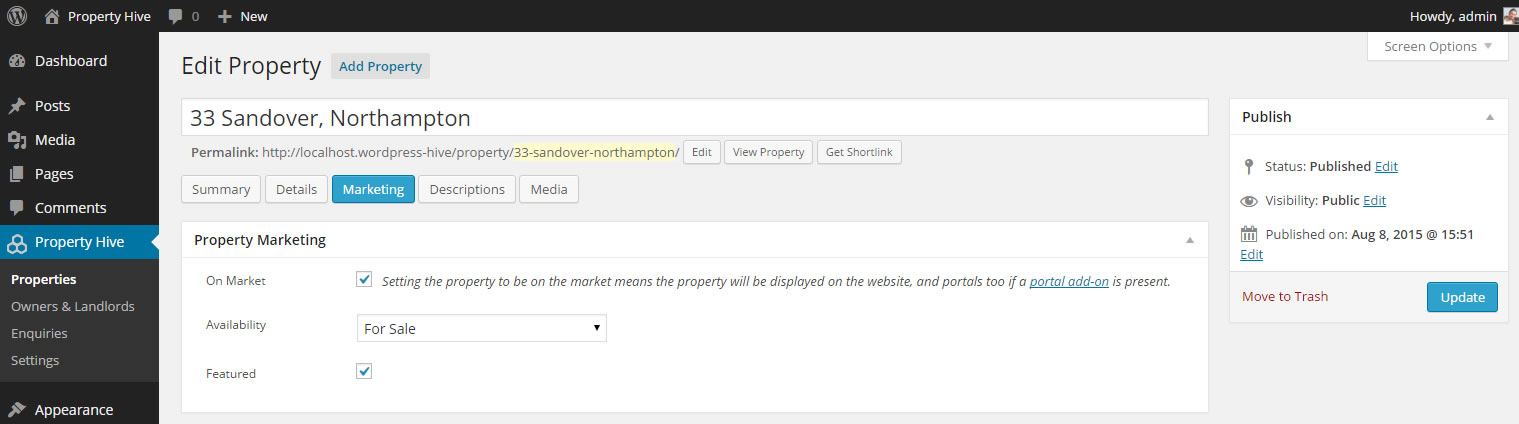 Property Hive 0 New Howdy, admin
Dashboard
Posts
Media
Pages
Comments
Property Hive
Properties
Owners & Landlords
Enquiries
Settings
Appearance
Screen Options
Edit Property Add Property
33 Sandover, Northampton
Permalink: http://localhost.wordpress-hive/property/33-sandover-northampton/ Edit View Property Get Shortlink
Summary Details Marketing Descriptions Media
Property Marketing
On Market Setting the property to be on the market means the property will be displayed on the website, and portals too if a portal add-on is present.
Availability For Sale
Featured
Publish
Status: Published Edit
Visibility: Public Edit
Published on: Aug 8, 2015 @ 15:51
Edit
Move to Trash Update